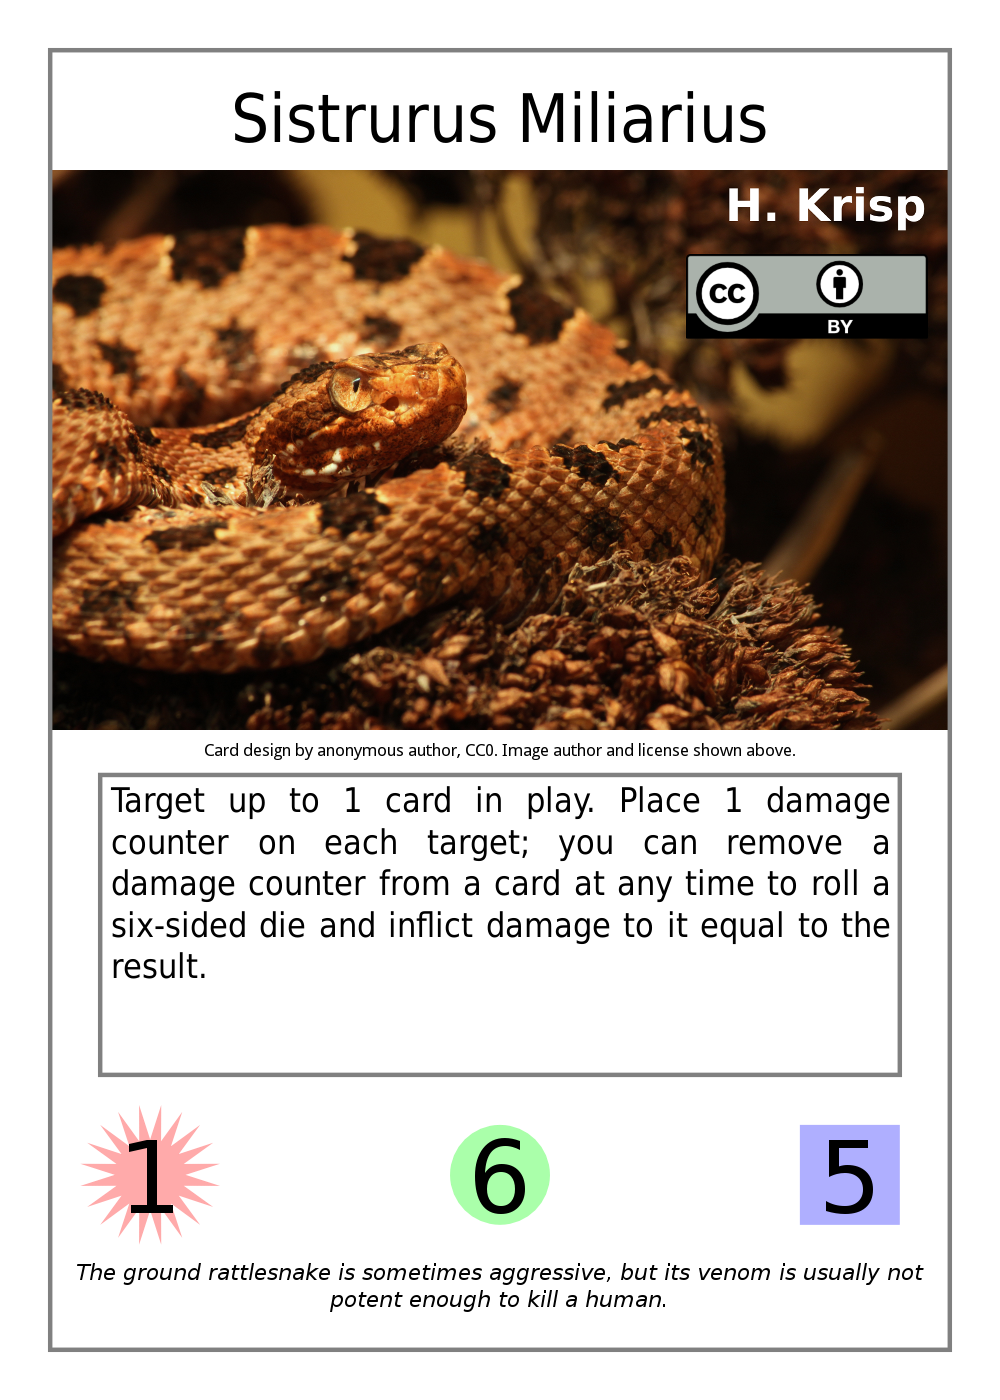 Sistrurus Miliarius
H. Krisp
cc
BY
Card design by anonymous author, CC0. Image author and license shown above.
Target up to 1 card in play. Place 1 damage
counter on each target; you can remove a
damage counter from a card at any time to roll a
six-sided die and inflict damage to it equal to the
result.
1 6 5
The ground rattlesnake is sometimes aggressive, but its venom is usually not
potent enough to kill a human.